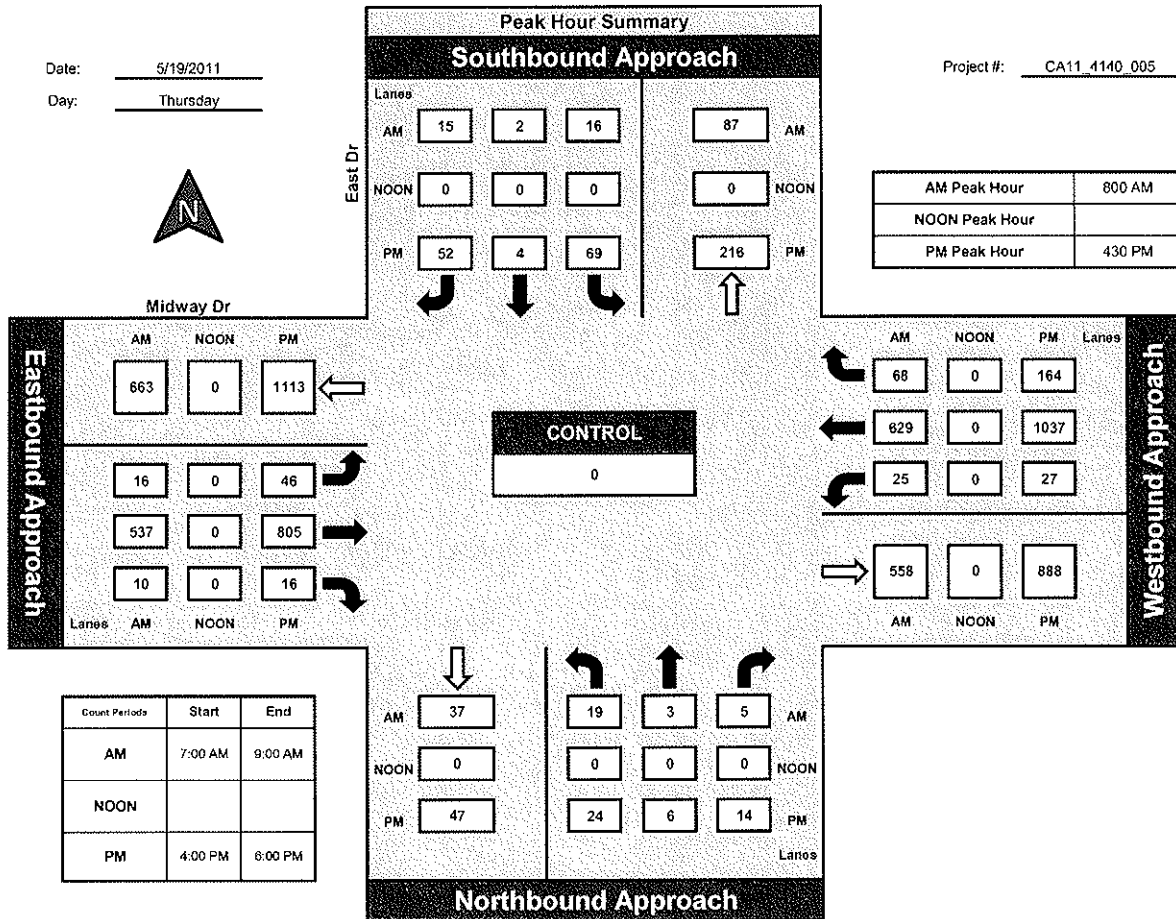 Peak Hour Summary
Southbound Approach
Date: 5/19/2011
Project #: CA11_4140_005
Day: Thursday
Lanes
AM 15 2 16 87 AM
East Dr
NOON 0 0 0 0 NOON
AM Peak Hour 800 AM
NOON Peak Hour
PM Peak Hour 430 PM
PM 52 4 69 216 PM
N
Midway Dr
Eastbound Approach
AM NOON PM
663 0 1113
16 0 46
537 0 805
10 0 16
Lanes AM NOON PM
CONTROL
0
AM NOON PM Lanes
68 0 164
629 0 1037
25 0 27
558 0 888
AM NOON PM
Westbound Approach
Count Periods Start End
AM 7:00 AM 9:00 AM
NOON
PM 4:00 PM 6:00 PM
AM 37 19 3 5 AM
NOON 0 0 0 0 NOON
PM 47 24 6 14 PM
Lanes
Northbound Approach